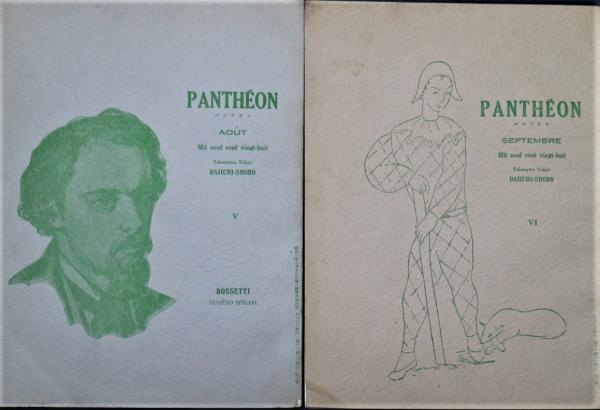 PANTHÉON
AOÛT
Mil neuf cent vingt-huit
Takanawa Tokyo
DAIICHI-SHOBO
V
ROSSETTI
NUMÉRO SPÉCIAL
PANTHÉON
SEPTEMBRE
Mil neuf cent vingt-huit
Takanawa Tokyo
DAIICHI-SHOBO
VI